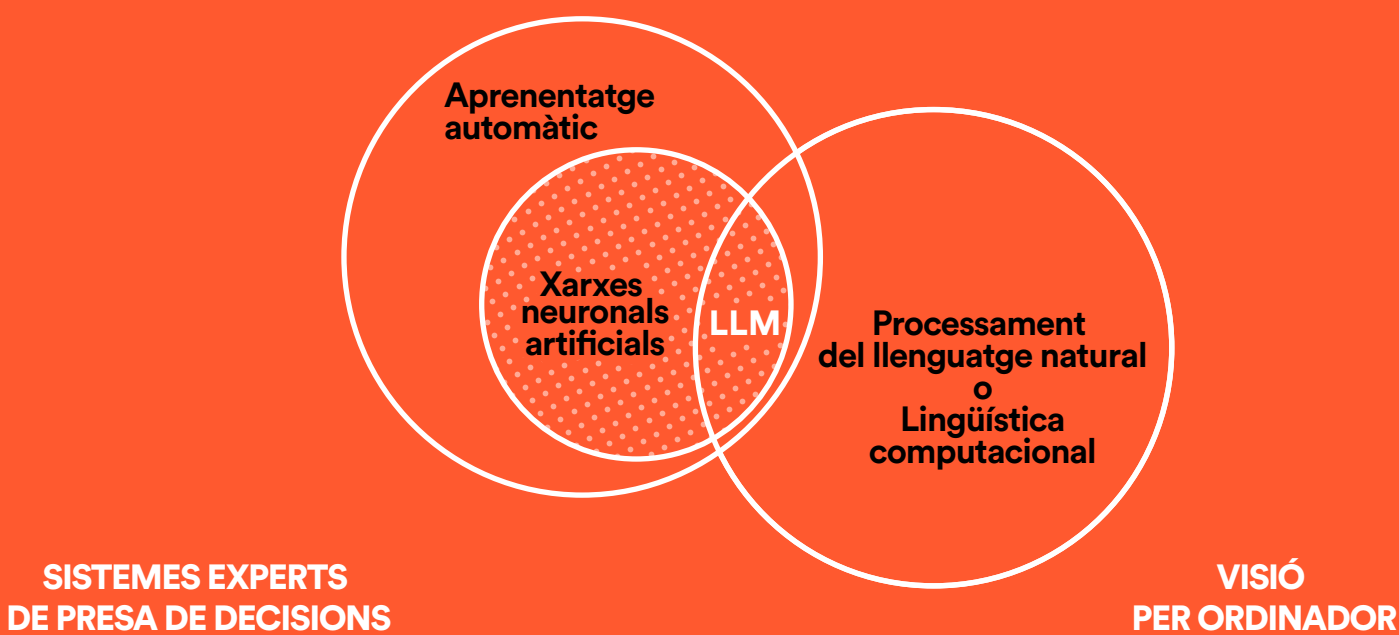 Aprenentatge
automàtic
Xarxes
neuronals
artificials
LLM
Processament
del llenguatge natural
o
Lingüística
computacional
SISTEMES EXPERTS
DE PRESA DE DECISIONS
VISIÓ
PER ORDINADOR